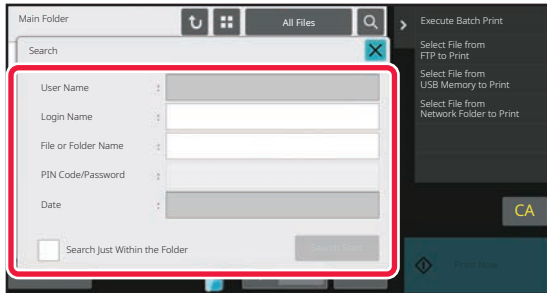 Main Folder
All Files
Search
User Name :
Login Name :
File or Folder Name :
PIN Code/Password :
Date :
Search Just Within the Folder
Search Start
Execute Batch Print
Select File from
FTP to Print
Select File from
USB Memory to Print
Select File from
Network Folder to Print
CA
Print Now